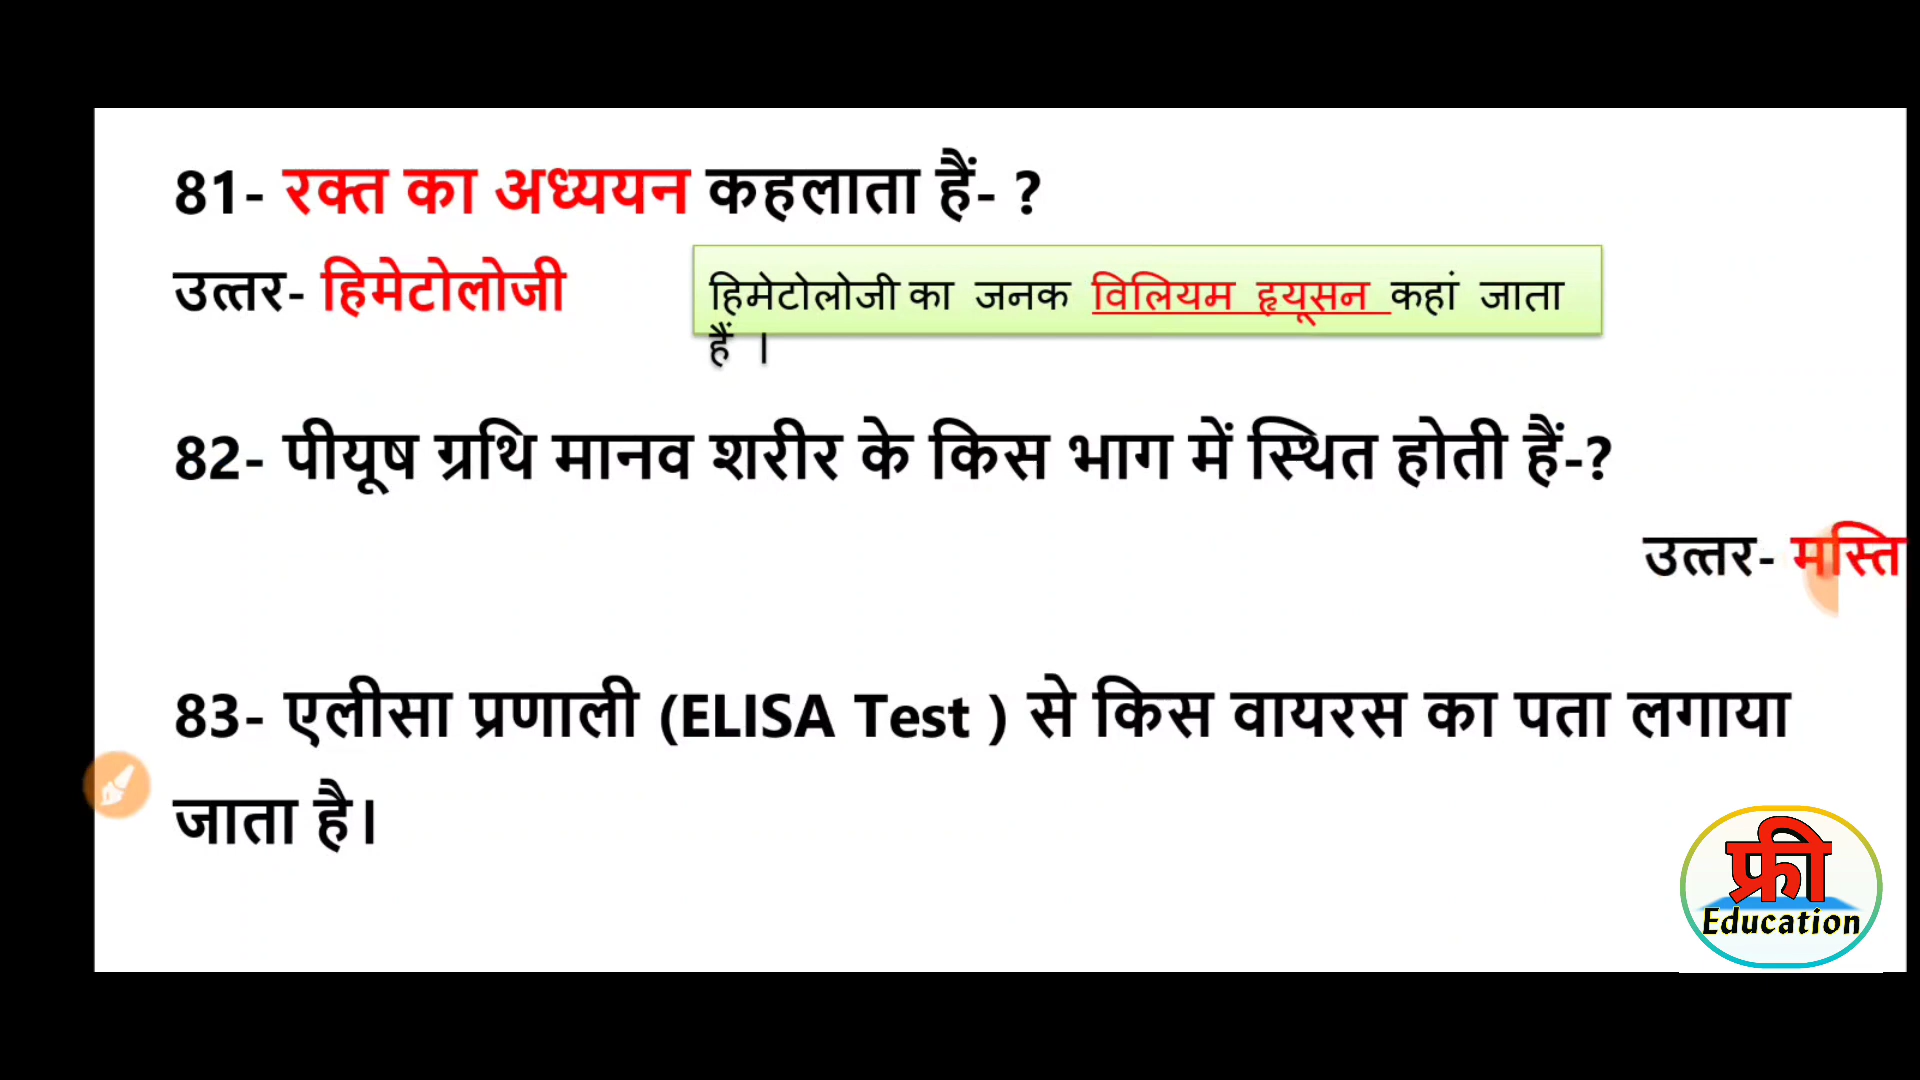 81- रक्त का अध्ययन कहलाता हैं- ?
उत्तर- हिमेटोलोजी
हिमेटोलोजी का जनक विलियम हृयूसन कहां जाता
हैं ।
82- पीयूष ग्रथि मानव शरीर के किस भाग में स्थित होती हैं-?
उत्तर- मस्ति
83- एलीसा प्रणाली (ELISA Test ) से किस वायरस का पता लगाया
जाता है।
फ्री
Education